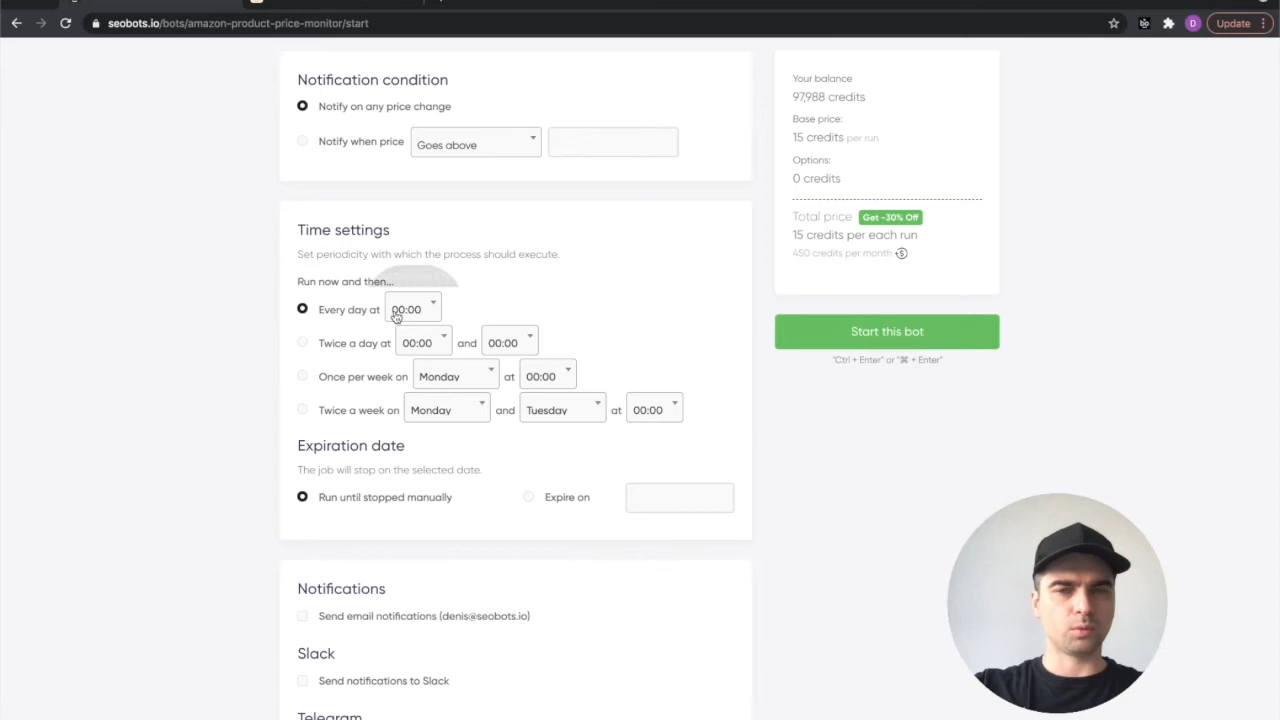 seobots.io/bots/amazon-product-price-monitor/start
D
Update
Notification condition
Notify on any price change
Notify when price
Goes above
Time settings
Set periodicity with which the process should execute.
Run now and then...
Every day at 00:00
Twice a day at 00:00 and 00:00
Once per week on Monday at 00:00
Twice a week on Monday and Tuesday at 00:00
Expiration date
The job will stop on the selected date.
Run until stopped manually
Expire on
Notifications
Send email notifications (denis@seobots.io)
Slack
Send notifications to Slack
Telegram
Your balance
97,988 credits
Base price:
15 credits per run
Options:
0 credits
Total price Get -30% Off
15 credits per each run
450 credits per month
Start this bot
"Ctrl + Enter" or "⌘ + Enter"